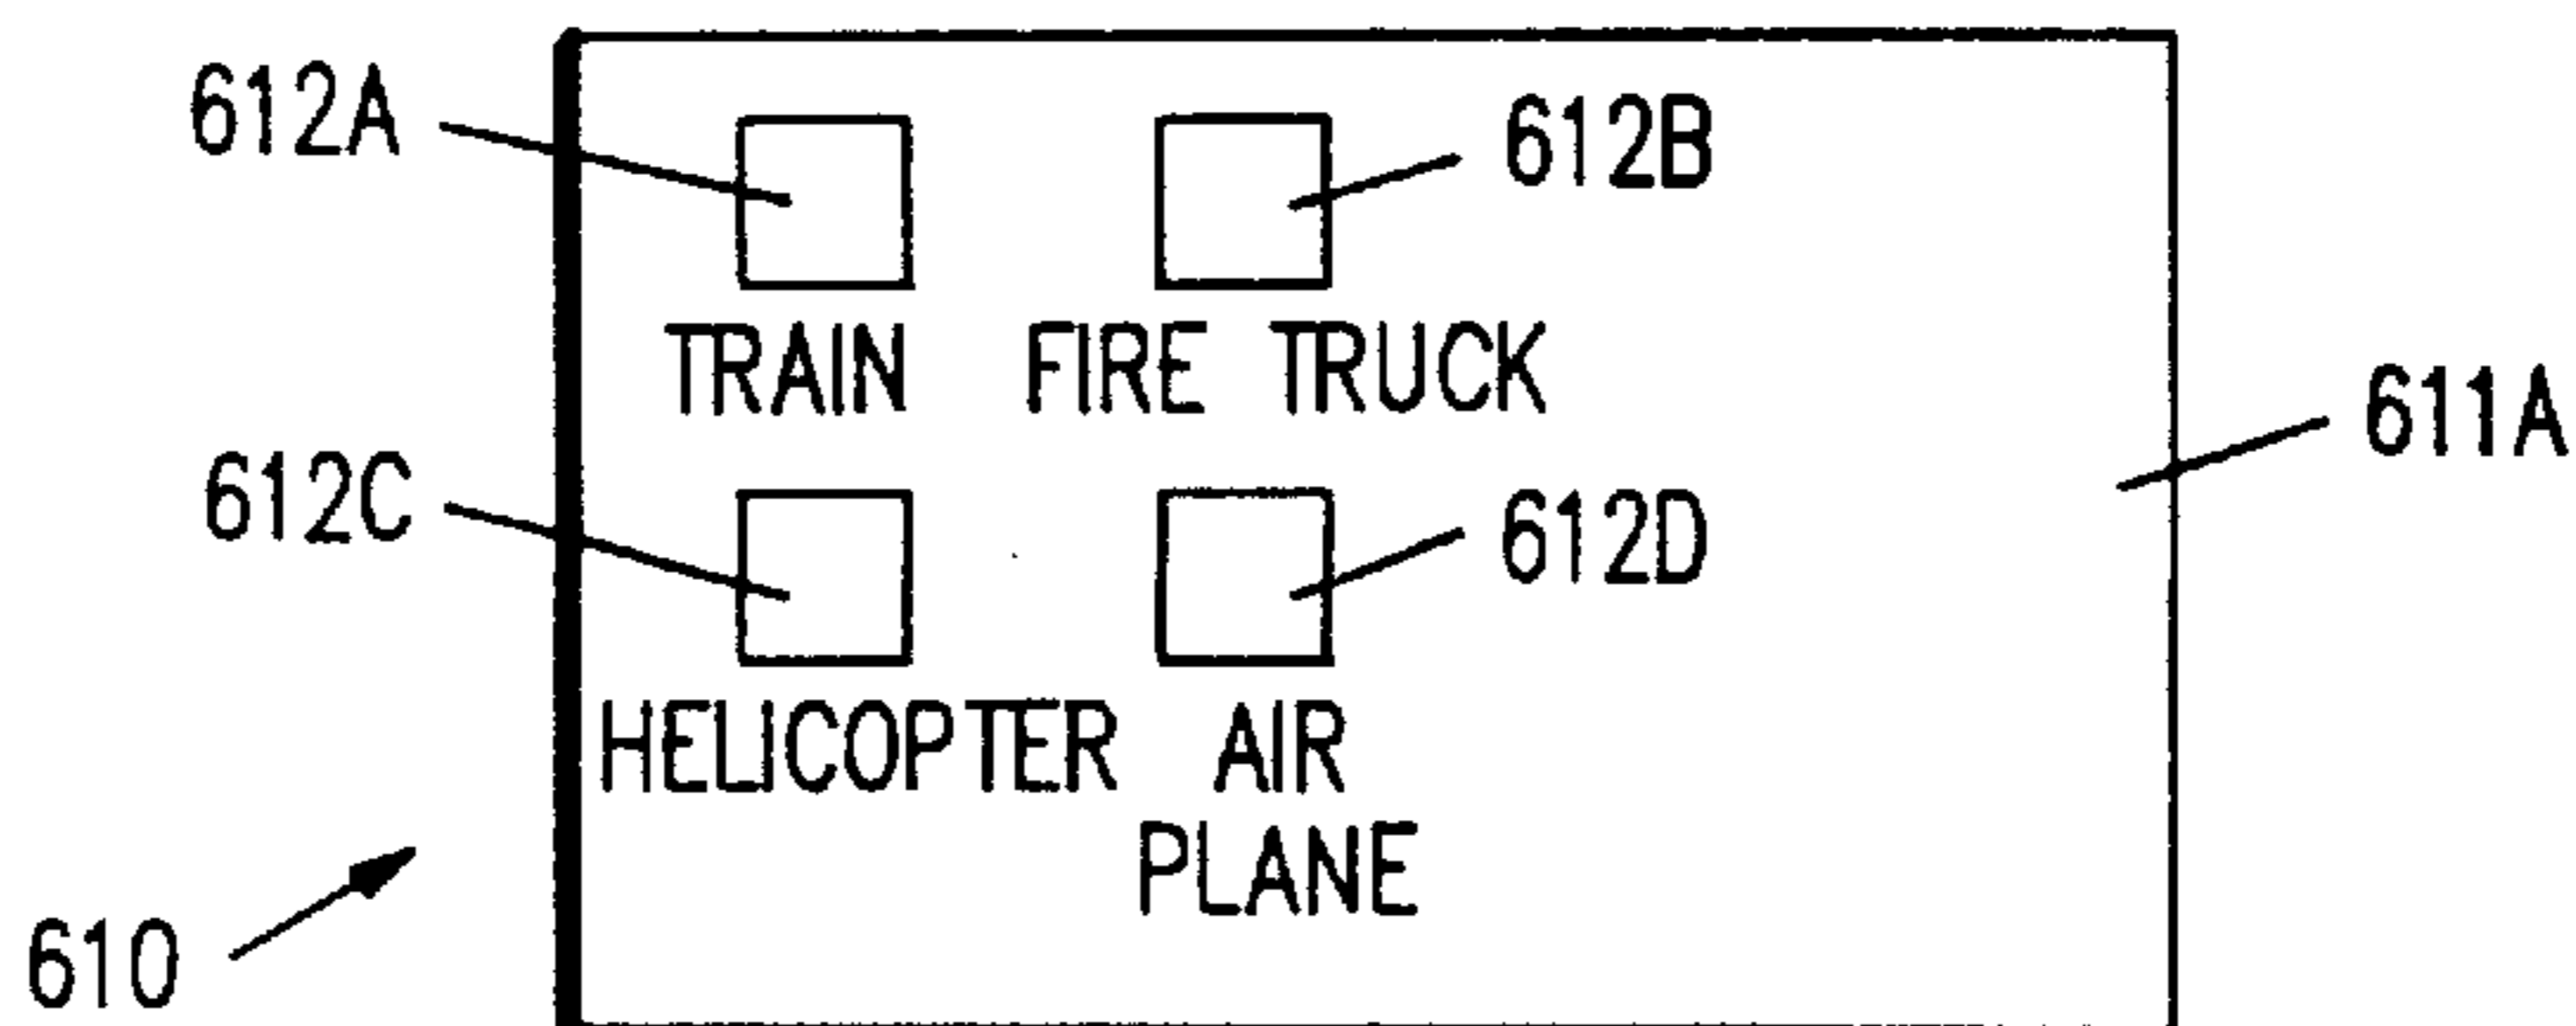 612A
612B
TRAIN FIRE TRUCK
611A
612C
612D
HELICOPTER AIR
PLANE
610